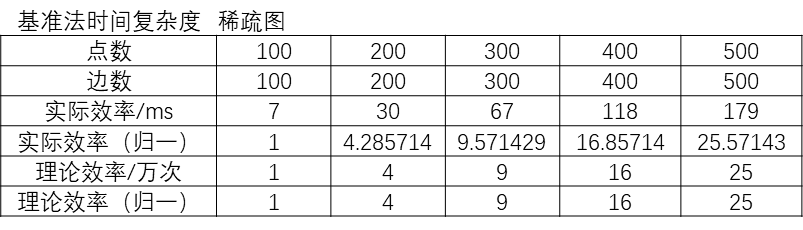 基准法时间复杂度 稀疏图
点数 100 200 300 400 500
边数 100 200 300 400 500
实际效率/ms 7 30 67 118 179
实际效率（归一） 1 4.285714 9.571429 16.85714 25.57143
理论效率/万次 1 4 9 16 25
理论效率（归一） 1 4 9 16 25